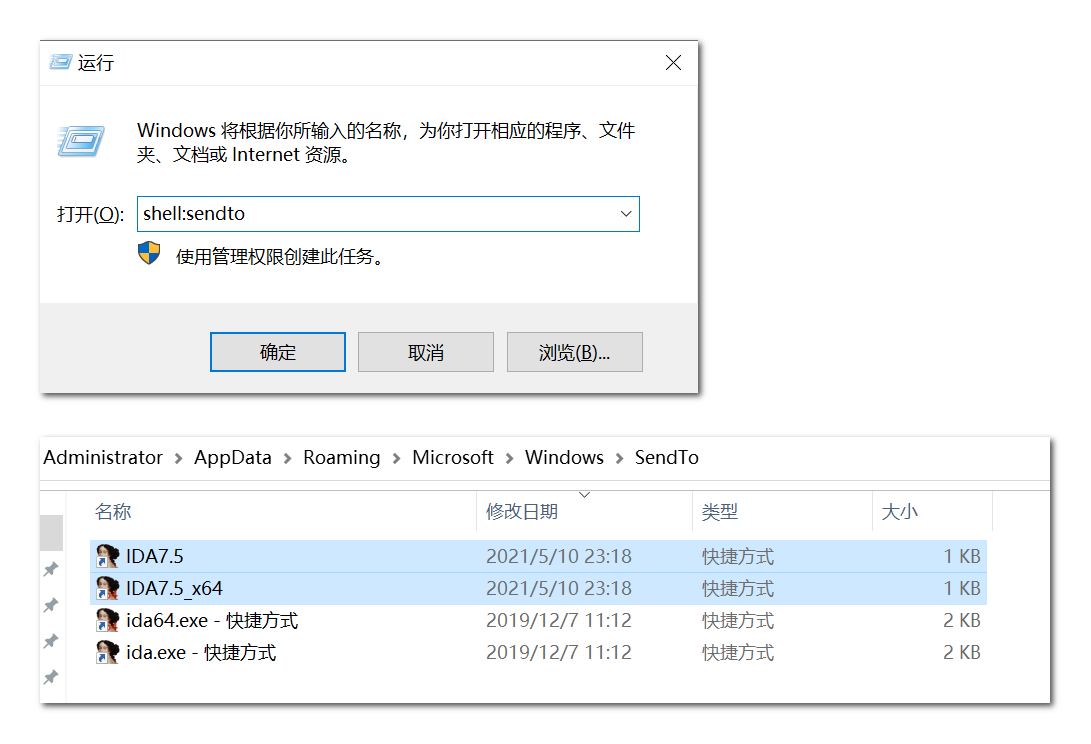 运行
Windows 将根据你所输入的名称，为你打开相应的程序、文件
夹、文档或 Internet 资源。
打开(O): shell:sendto
使用管理权限创建此任务。
确定 取消 浏览(B)...
Administrator > AppData > Roaming > Microsoft > Windows > SendTo
名称 修改日期 类型 大小
IDA7.5 2021/5/10 23:18 快捷方式 1 KB
IDA7.5_x64 2021/5/10 23:18 快捷方式 1 KB
ida64.exe - 快捷方式 2019/12/7 11:12 快捷方式 2 KB
ida.exe - 快捷方式 2019/12/7 11:12 快捷方式 2 KB